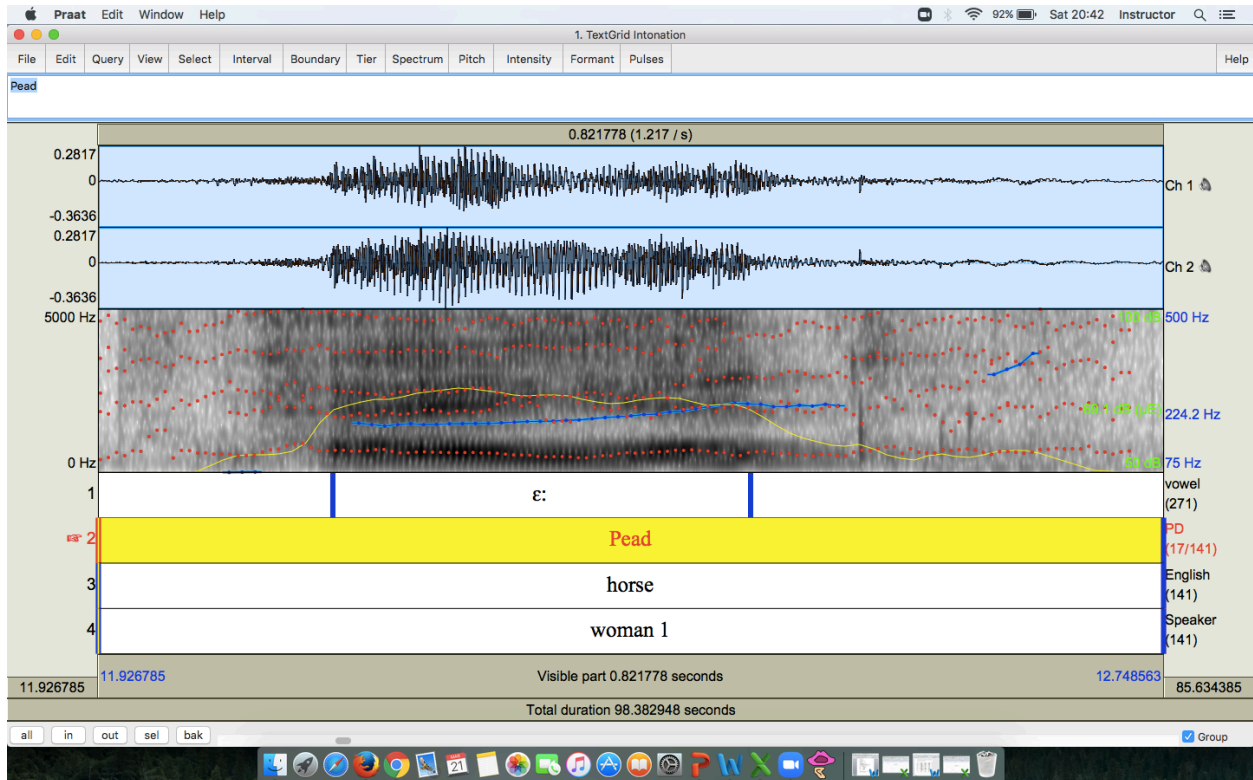 Praat Edit Window Help 92% Sat 20:42 Instructor
1. TextGrid Intonation
File Edit Query View Select Interval Boundary Tier Spectrum Pitch Intensity Formant Pulses Help
Pead
0.821778 (1.217 / s)
0.2817
0
-0.3636
Ch 1
0.2817
0
-0.3636
Ch 2
5000 Hz
500 Hz
224.2 Hz
0 Hz
75 Hz
1 ɛ: vowel
(271)
2 Pead PD
(17/141)
3 horse English
(141)
4 woman 1 Speaker
(141)
11.926785 Visible part 0.821778 seconds 12.748563
11.926785 85.634385
Total duration 98.382948 seconds
all in out sel bak Group
MAR
21